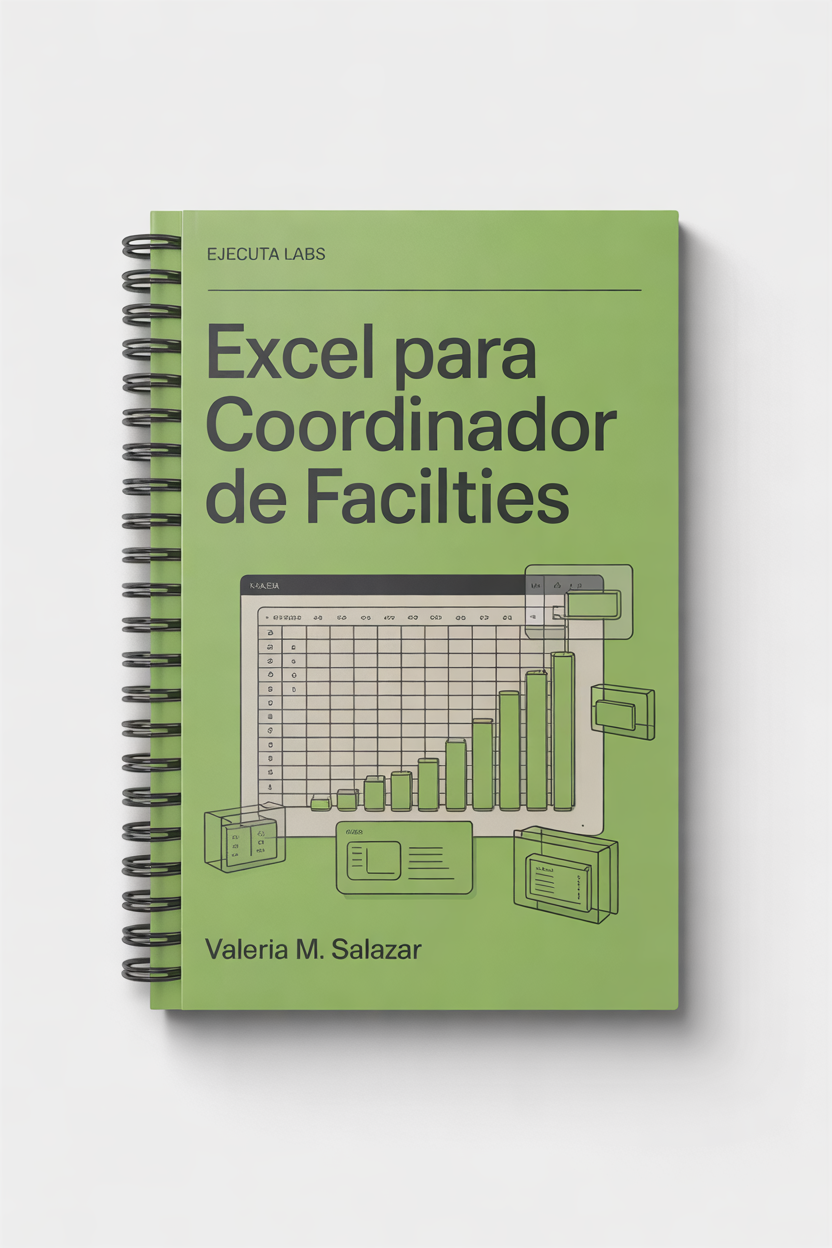 EJECUTA LABS
Excel para
Coordinador
de Facilties
Valeria M. Salazar